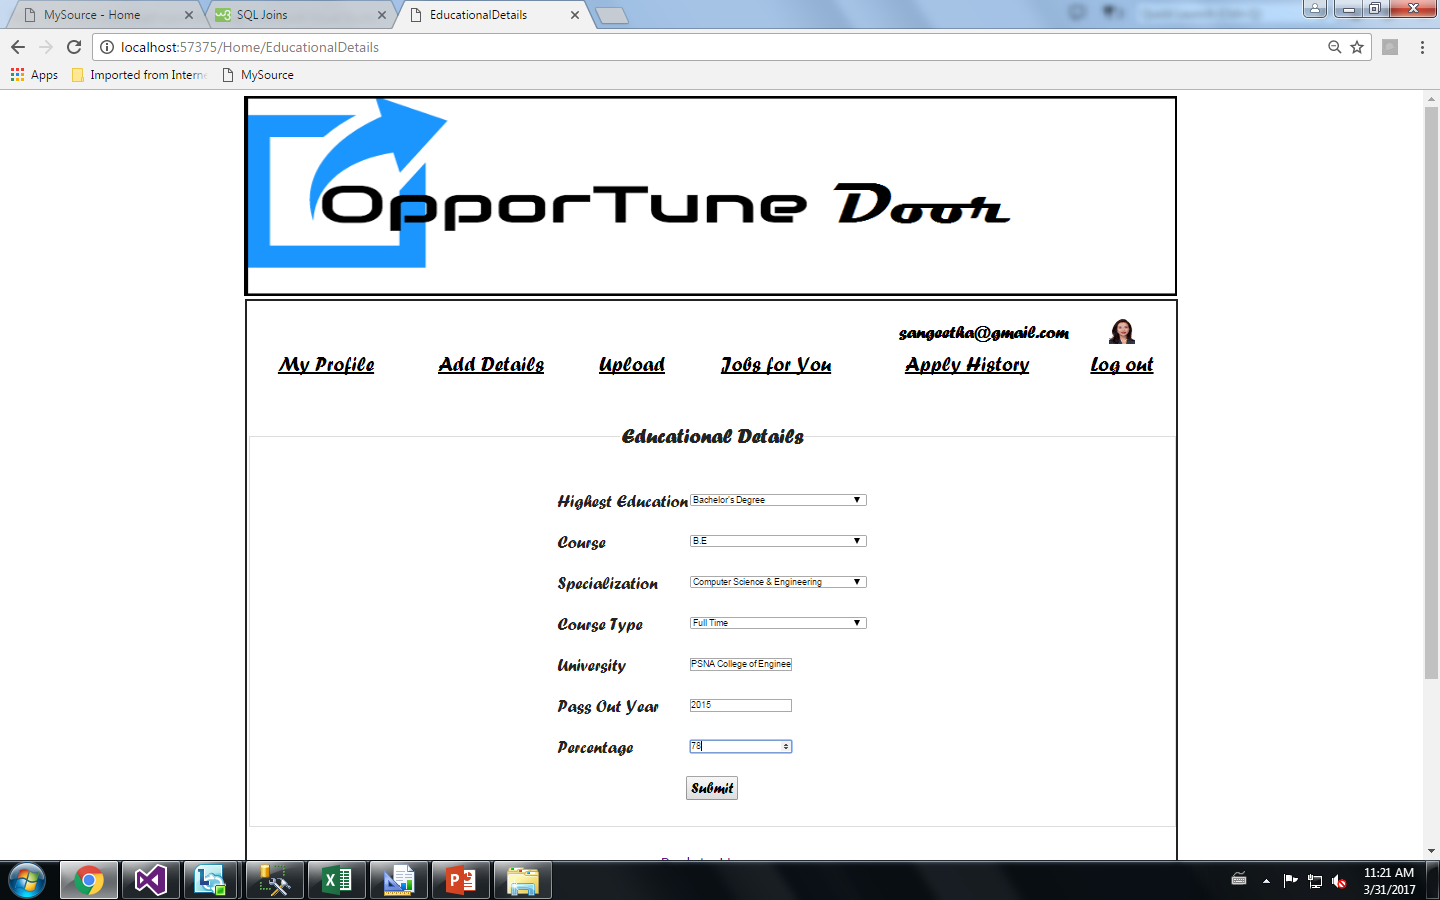 MySource - Home
SQL Joins
EducationalDetails
localhost:57375/Home/EducationalDetails
Apps
Imported from Intern
MySource
OpporTune Door
sangeetha@gmail.com
My Profile Add Details Upload Jobs for You Apply History Log out
Educational Details
Highest Education Bachelor's Degree
Course B.E
Specialization Computer Science & Engineering
Course Type Full Time
University PSNA College of Enginee
Pass Out Year 2015
Percentage 78
Submit
11:21 AM
3/31/2017